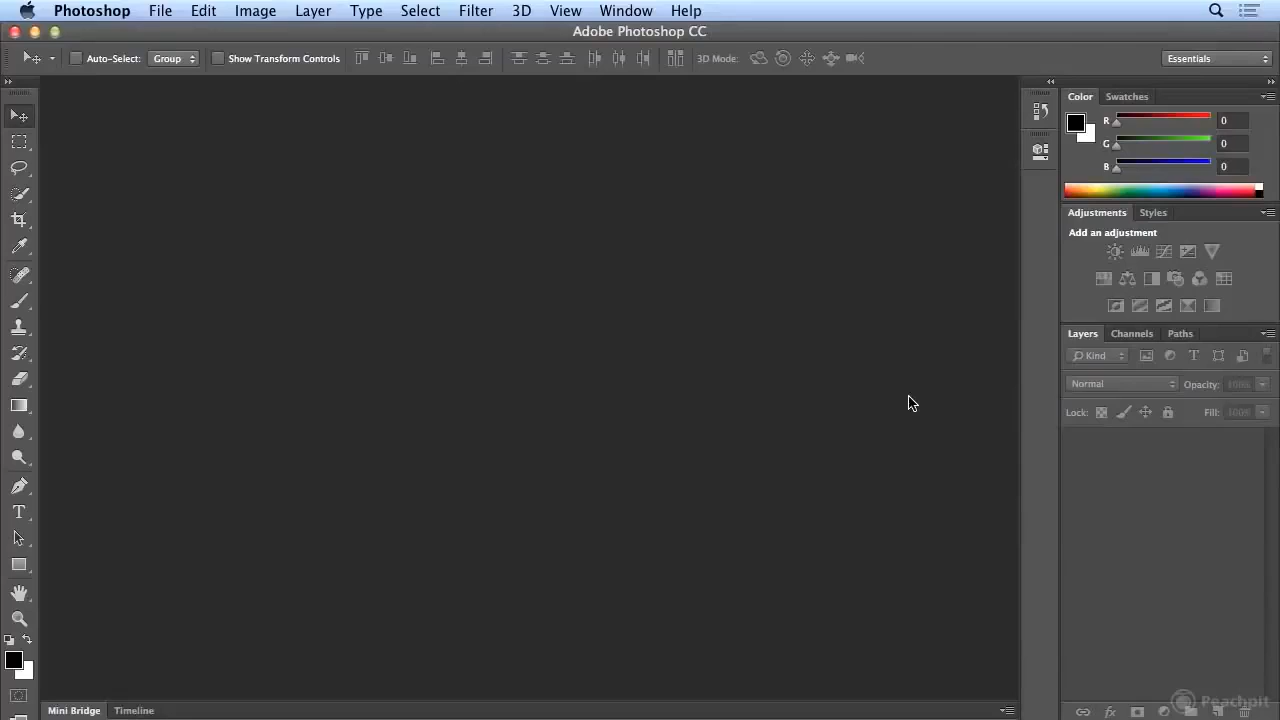 Photoshop File Edit Image Layer Type Select Filter 3D View Window Help
Adobe Photoshop CC
Auto-Select: Group Show Transform Controls 3D Mode: Essentials
Color Swatches
R 0
G 0
B 0
Adjustments Styles
Add an adjustment
Layers Channels Paths
Kind T
Normal Opacity: 100%
Lock: Fill: 100%
T
fx
Mini Bridge Timeline
Peachpit